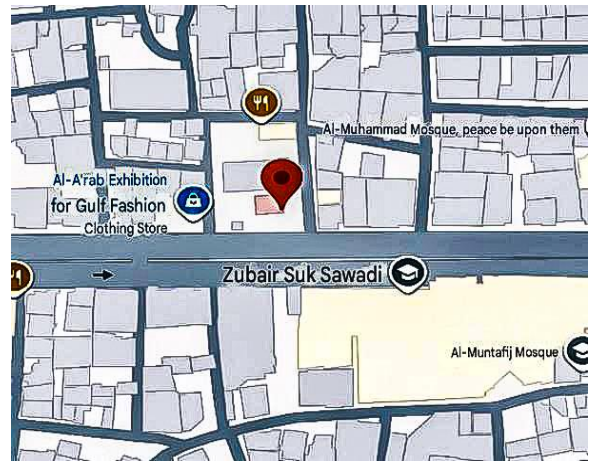 Al-Muhammad Mosque, peace be upon them
Al-A'rab Exhibition
for Gulf Fashion
Clothing Store
Zubair Suk Sawadi
Al-Muntafij Mosque